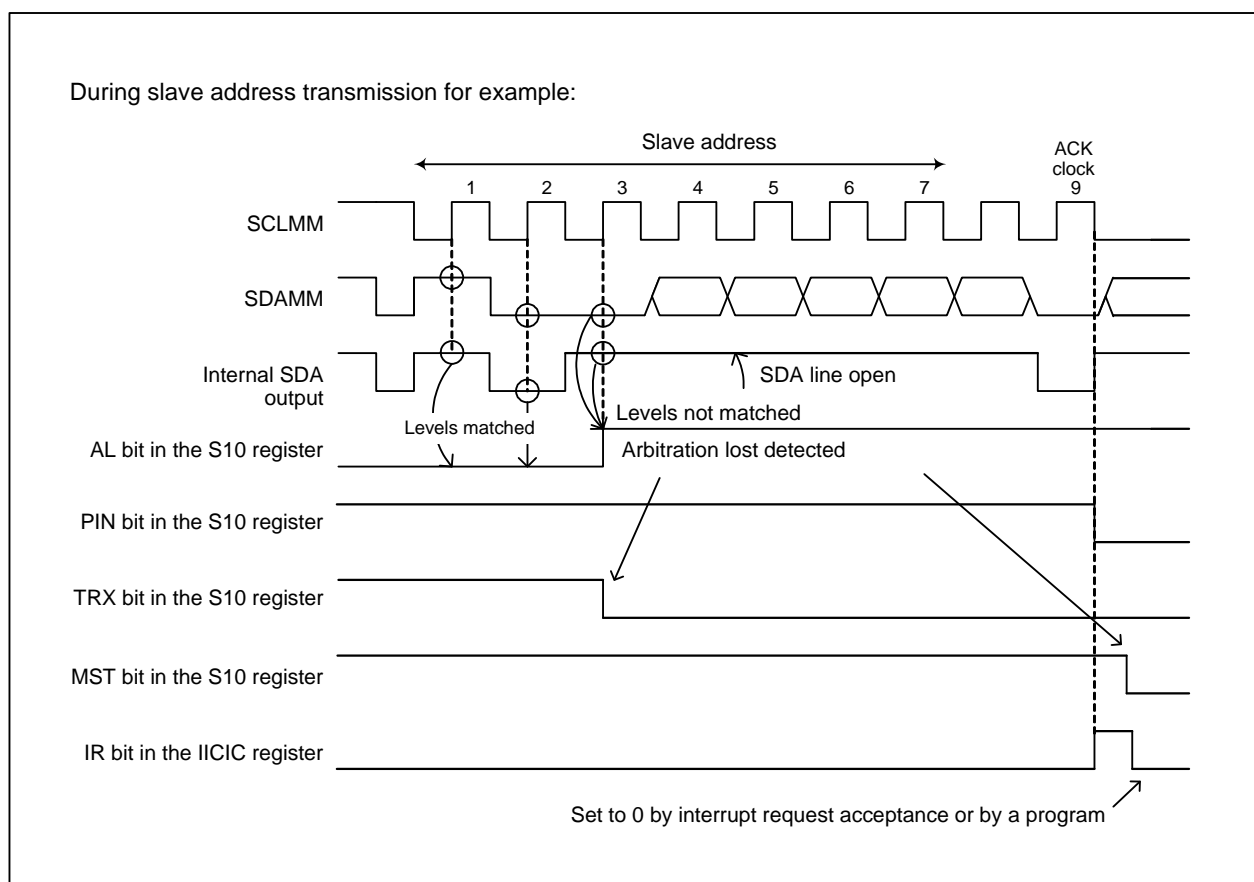 During slave address transmission for example:
Slave address
ACK
clock
1 2 3 4 5 6 7 9
SCLMM
SDAMM
Internal SDA
output
SDA line open
Levels matched
Levels not matched
AL bit in the S10 register
Arbitration lost detected
PIN bit in the S10 register
TRX bit in the S10 register
MST bit in the S10 register
IR bit in the IICIC register
Set to 0 by interrupt request acceptance or by a program